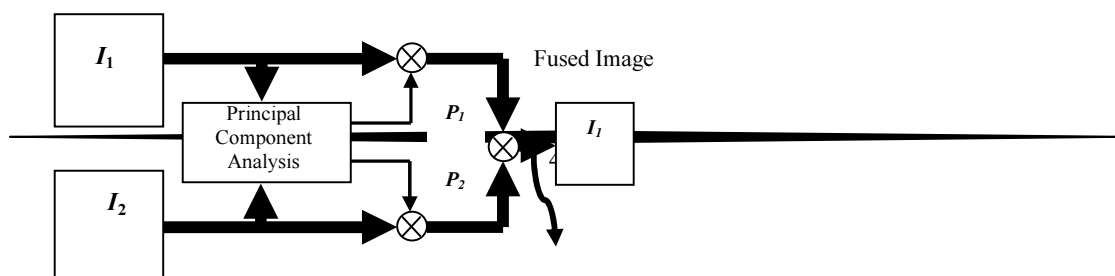 I1
Fused Image
Principal
Component
Analysis
P1
I1
P2
I2